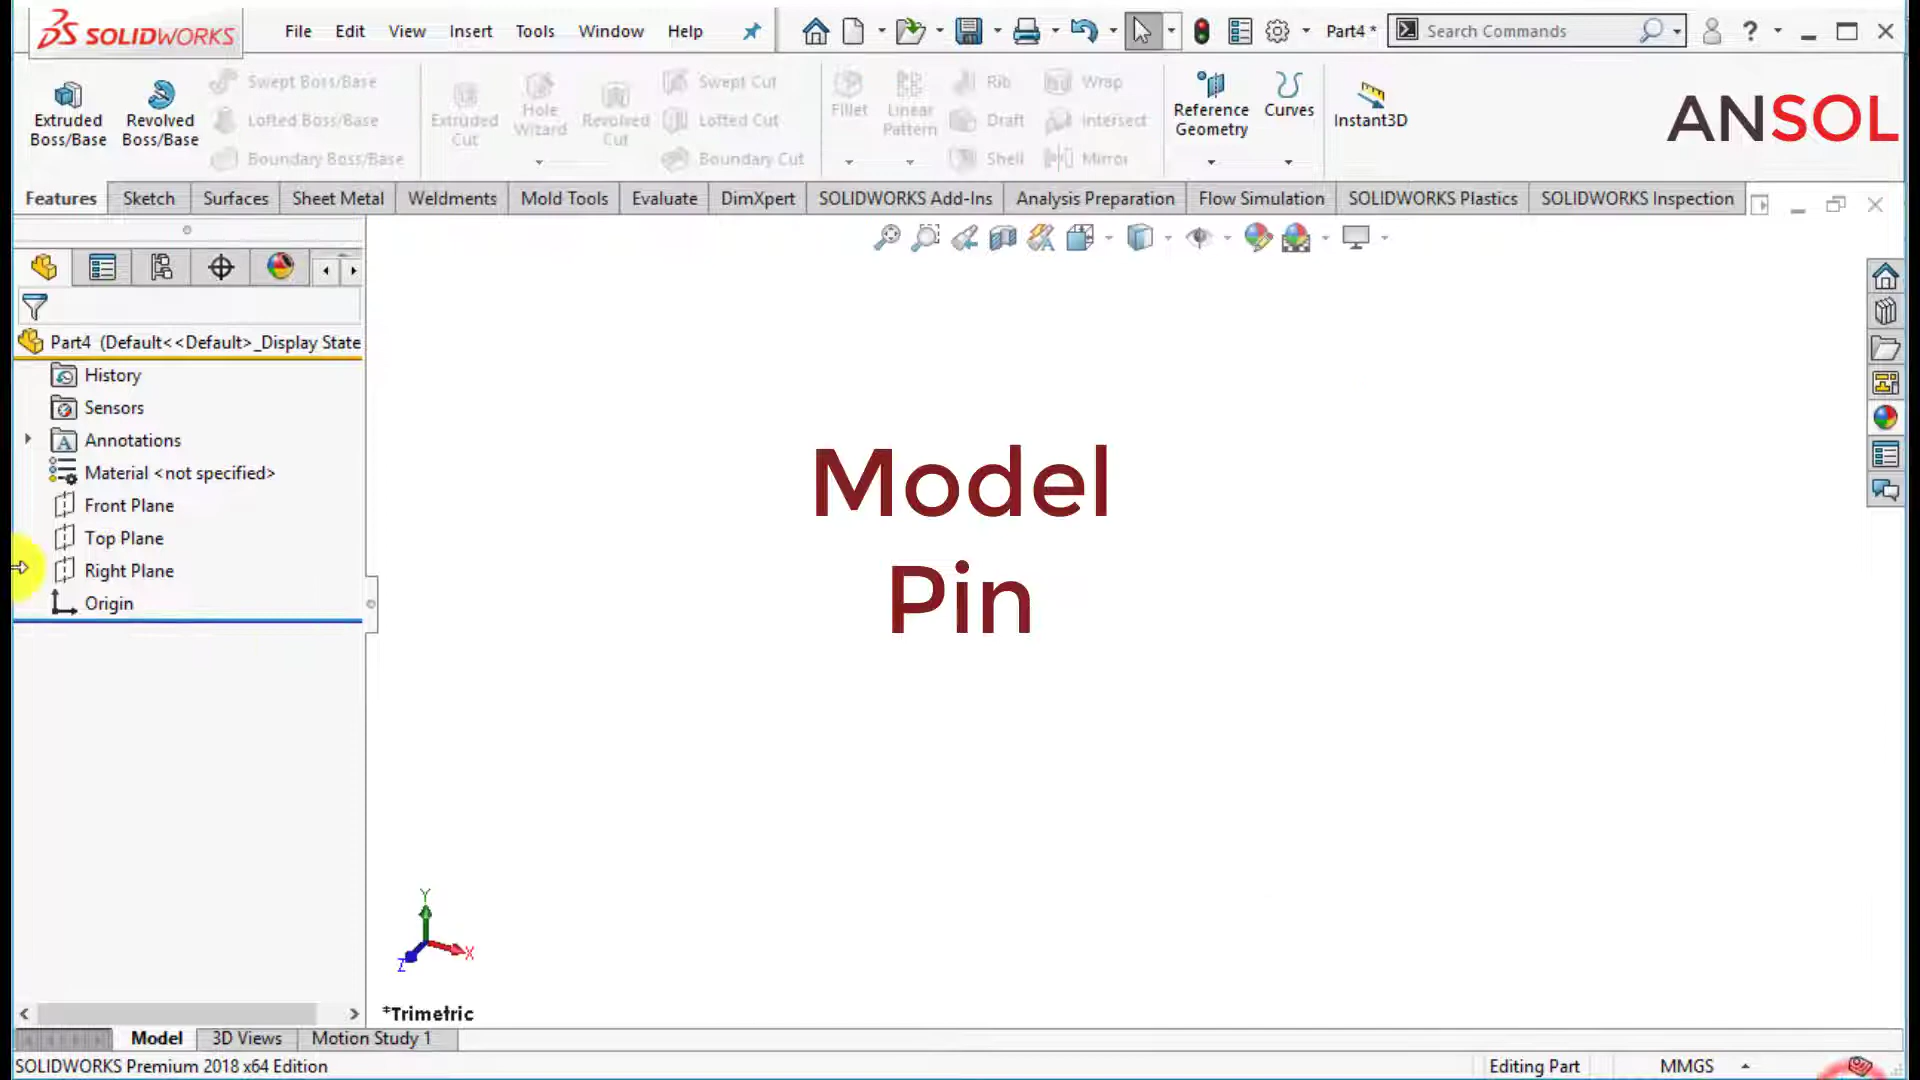 SOLIDWORKS File Edit View Insert Tools Window Help Part4 * Search Commands ?
Extruded Boss/Base
Revolved Boss/Base
Swept Boss/Base
Lofted Boss/Base
Boundary Boss/Base
Extruded Cut
Hole Wizard
Revolved Cut
Swept Cut
Lofted Cut
Boundary Cut
Fillet
Linear Pattern
Rib
Draft
Shell
Wrap
Intersect
Mirror
Reference Geometry
Curves
Instant3D
ANSOL
Features Sketch Surfaces Sheet Metal Weldments Mold Tools Evaluate DimXpert SOLIDWORKS Add-Ins Analysis Preparation Flow Simulation SOLIDWORKS Plastics SOLIDWORKS Inspection
Part4 (Default<<Default>_Display State
History
Sensors
Annotations
Material <not specified>
Front Plane
Top Plane
Right Plane
Origin
Model
Pin
Y
X
Z
*Trimetric
Model 3D Views Motion Study 1
SOLIDWORKS Premium 2018 x64 Edition Editing Part MMGS